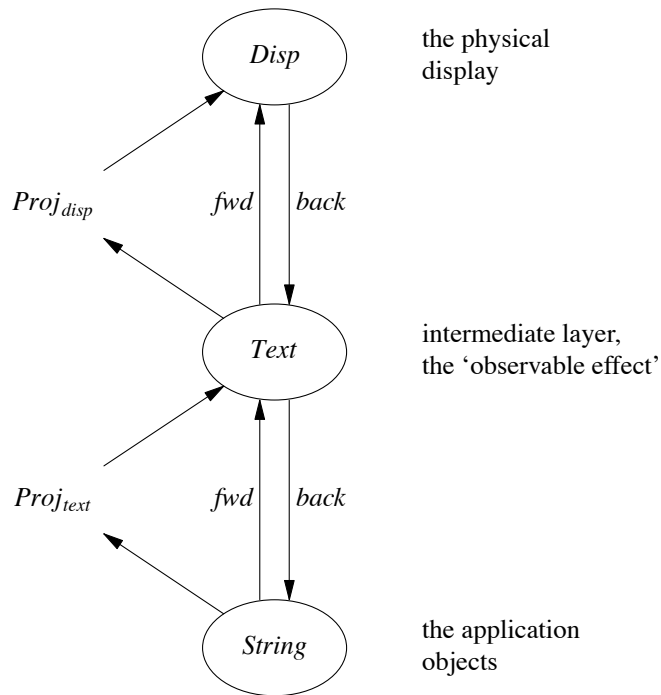 Disp
the physical
display
Proj_disp
fwd
back
Text
intermediate layer,
the ‘observable effect’
Proj_text
fwd
back
String
the application
objects